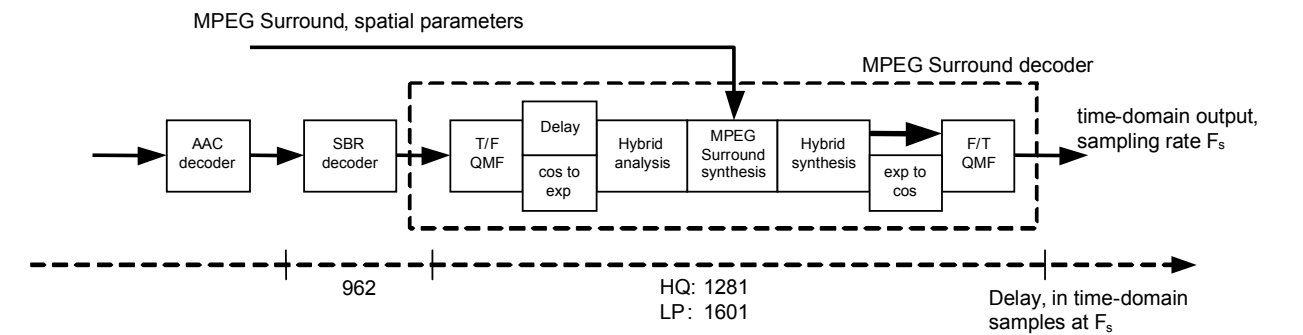 MPEG Surround, spatial parameters
MPEG Surround decoder
time-domain output,
sampling rate Fₛ
AAC
decoder
SBR
decoder
T/F
QMF
Delay
cos to
exp
Hybrid
analysis
MPEG
Surround
synthesis
Hybrid
synthesis
exp to
cos
F/T
QMF
962
HQ: 1281
LP: 1601
Delay, in time-domain
samples at Fₛ